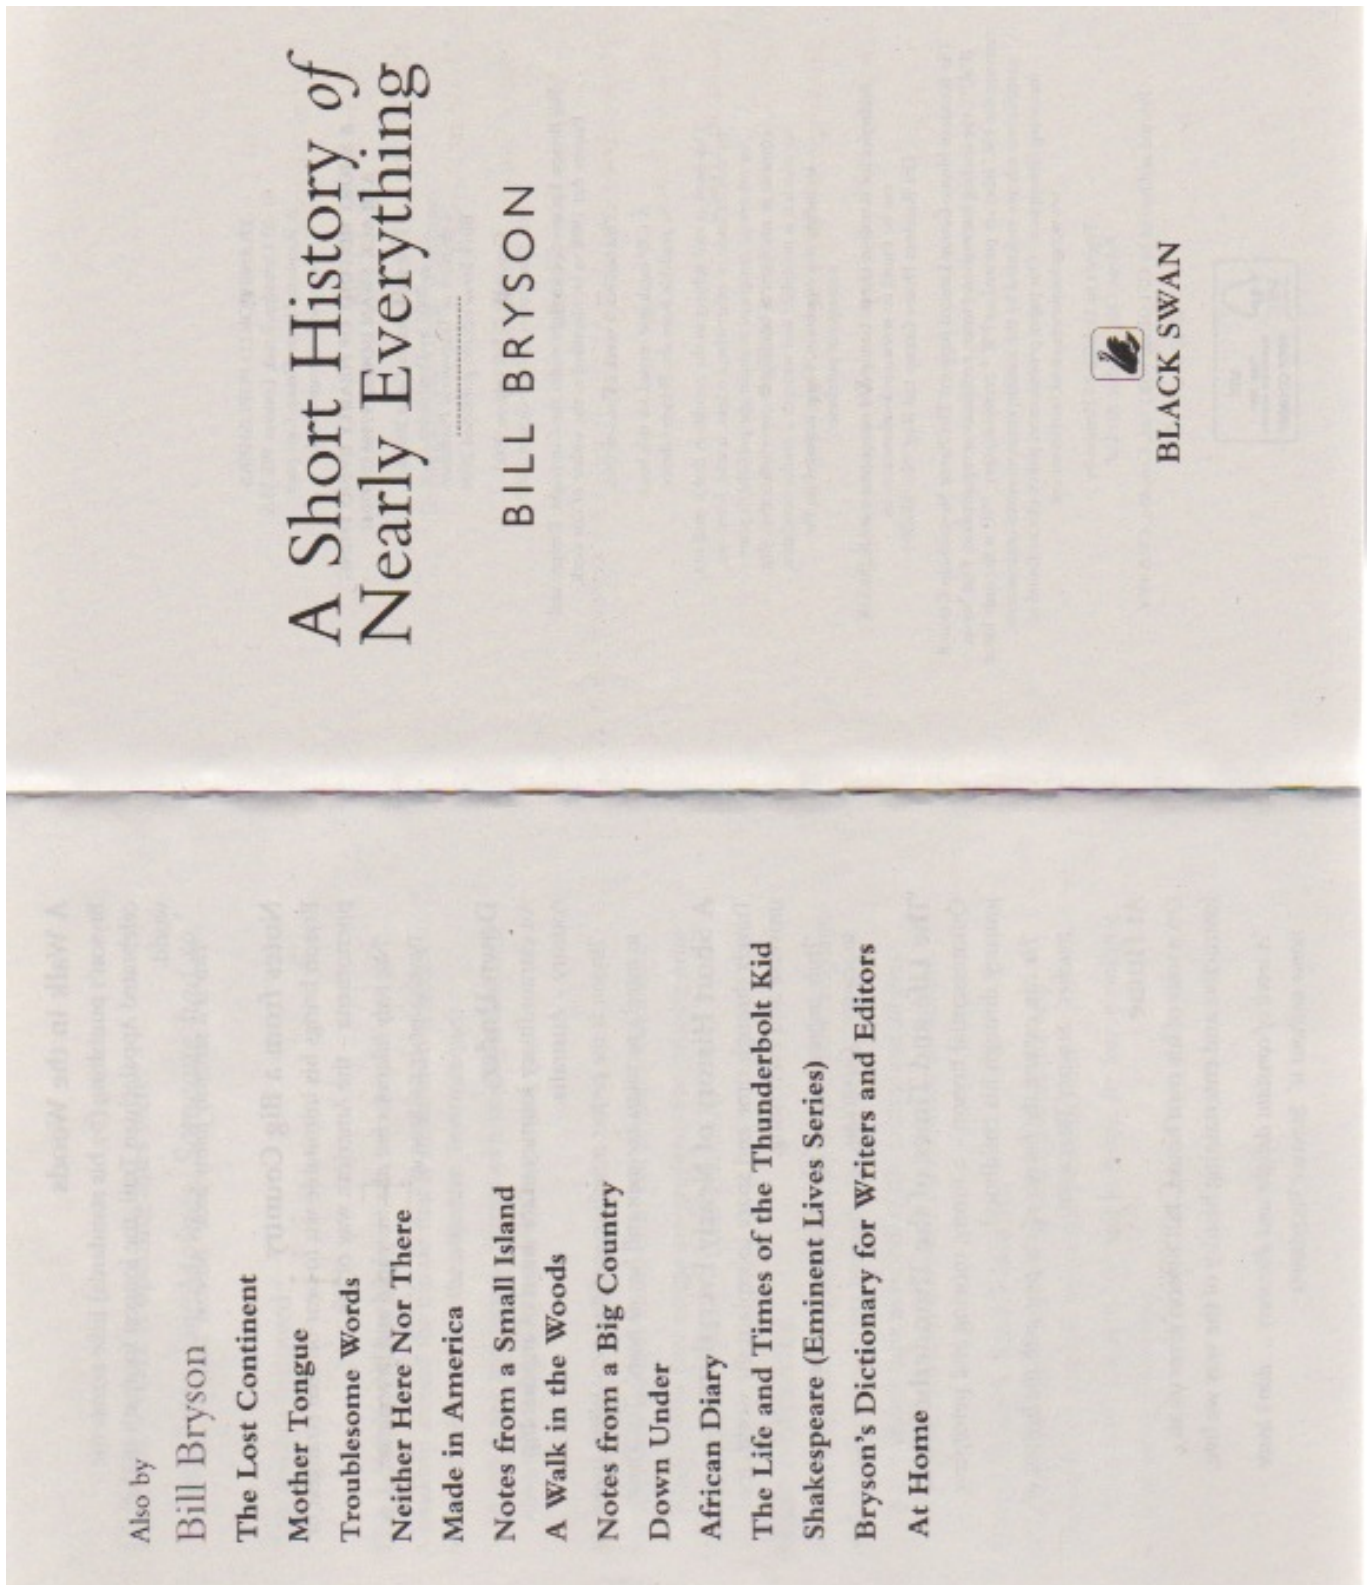 Also by
Bill Bryson
The Lost Continent
Mother Tongue
Troublesome Words
Neither Here Nor There
Made in America
Notes from a Small Island
A Walk in the Woods
Notes from a Big Country
Down Under
African Diary
The Life and Times of the Thunderbolt Kid
Shakespeare (Eminent Lives Series)
Bryson's Dictionary for Writers and Editors
At Home
A Short History of
Nearly Everything
BILL BRYSON
BLACK SWAN